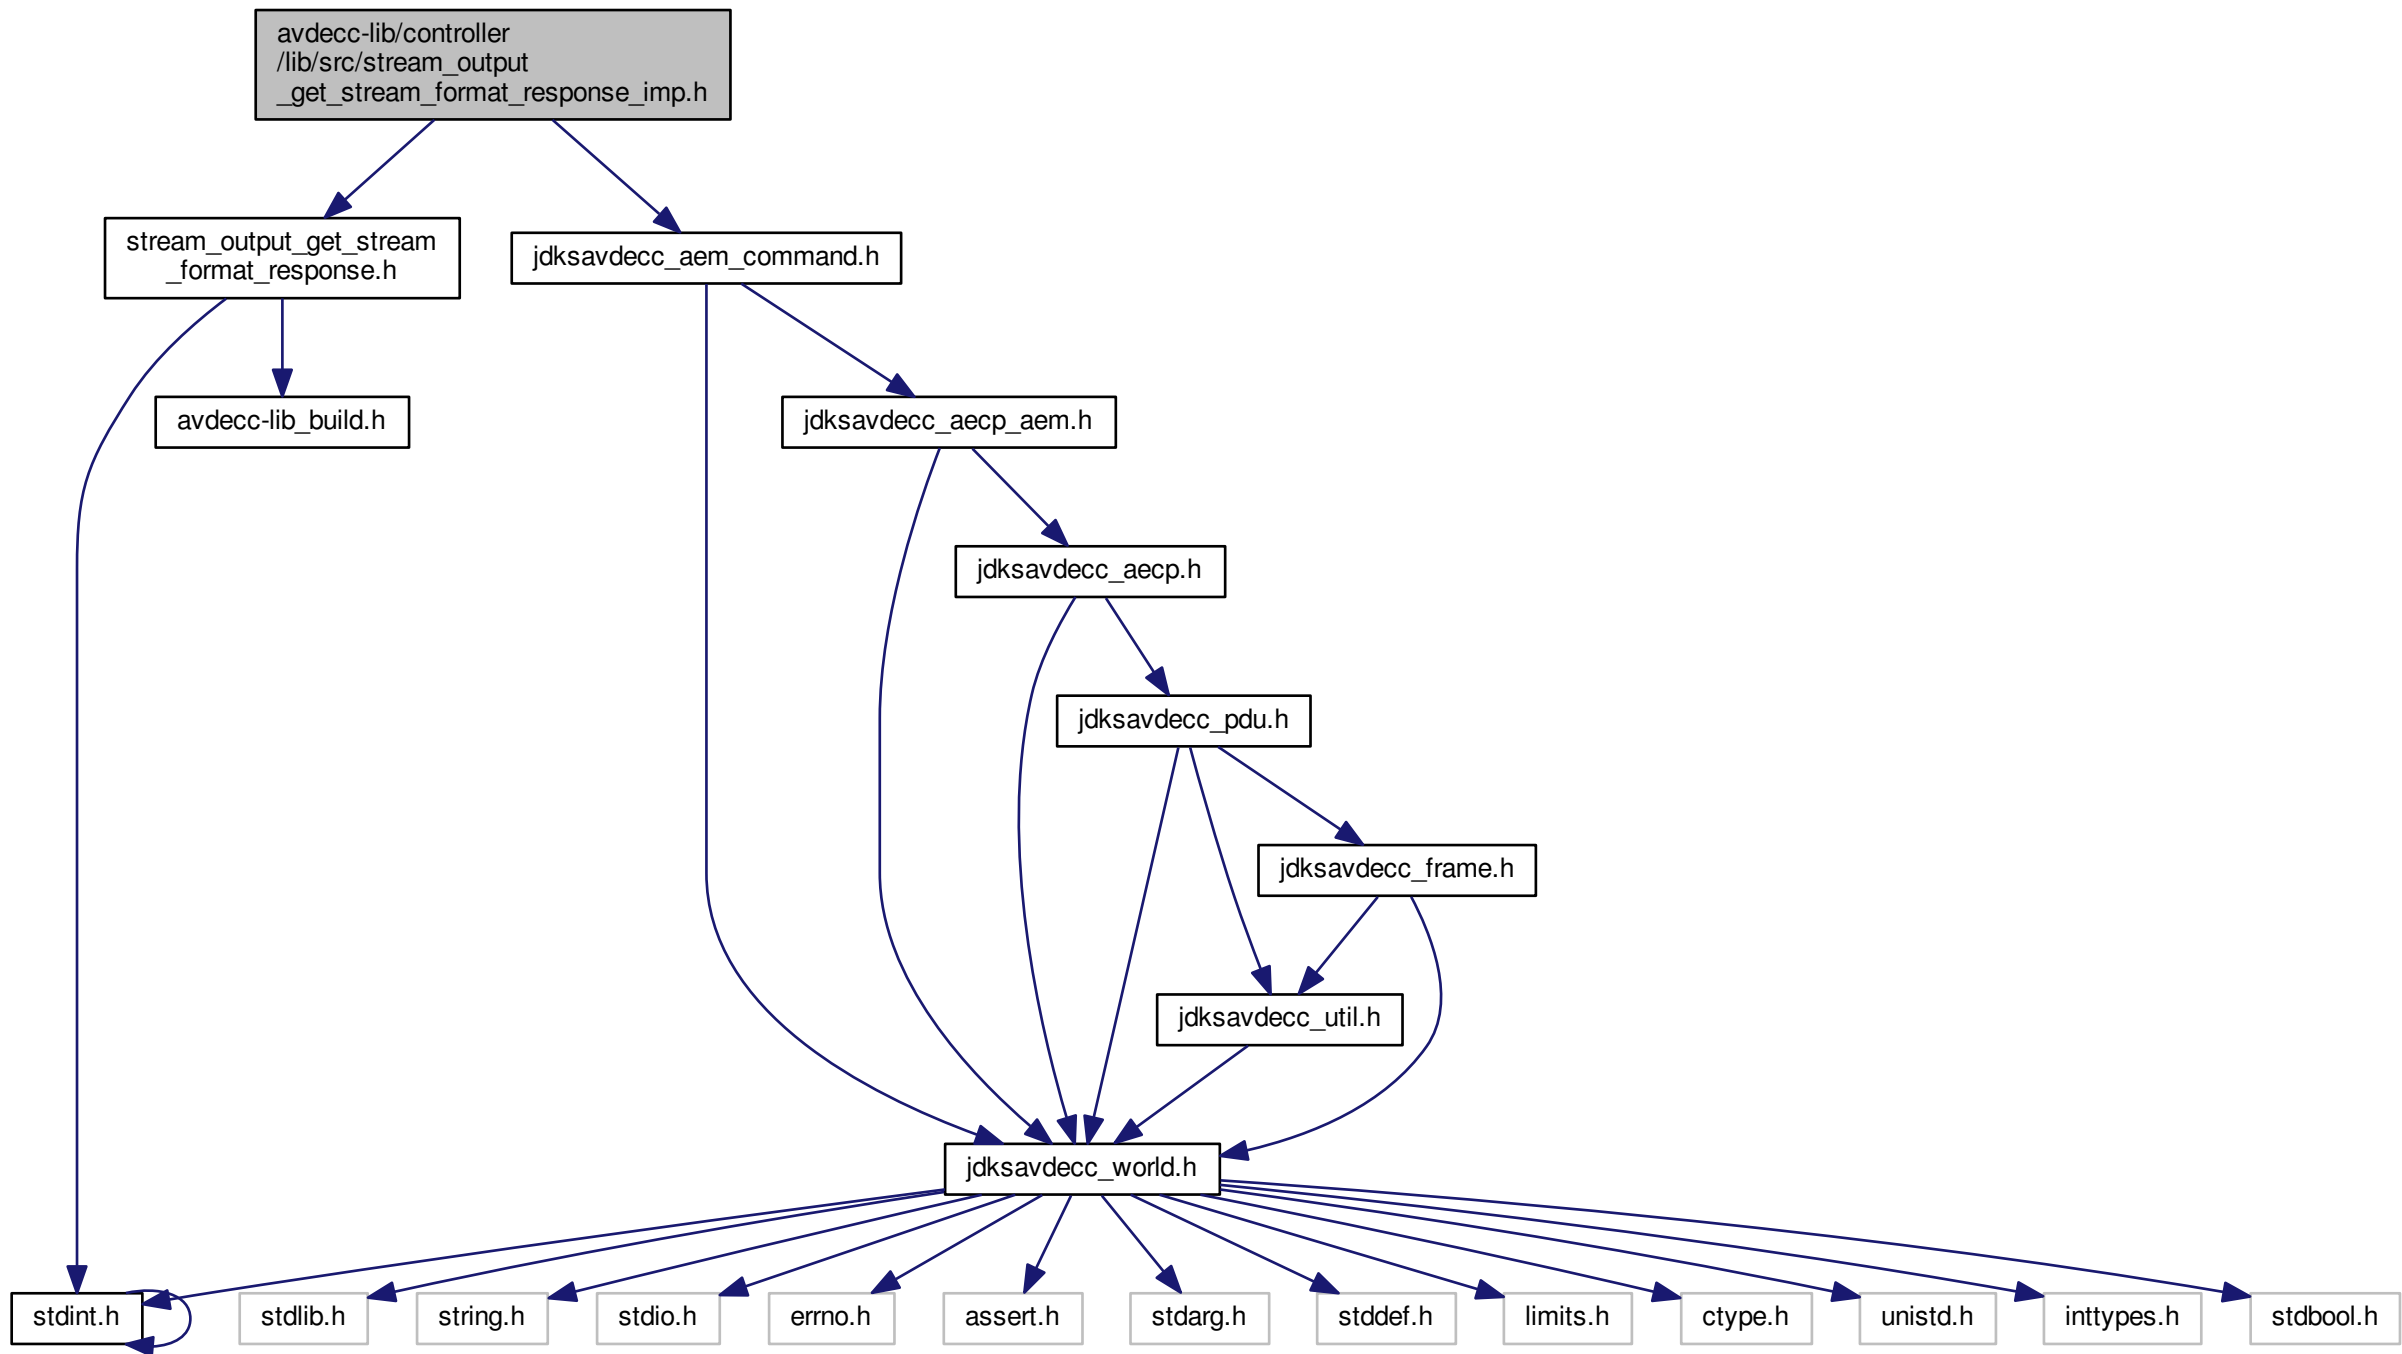 avdecc-lib/controller
/lib/src/stream_output
_get_stream_format_response_imp.h
stream_output_get_stream
_format_response.h
jdksavdecc_aem_command.h
avdecc-lib_build.h
jdksavdecc_aecp_aem.h
jdksavdecc_aecp.h
jdksavdecc_pdu.h
jdksavdecc_frame.h
jdksavdecc_util.h
jdksavdecc_world.h
stdint.h
stdlib.h
string.h
stdio.h
errno.h
assert.h
stdarg.h
stddef.h
limits.h
ctype.h
unistd.h
inttypes.h
stdbool.h